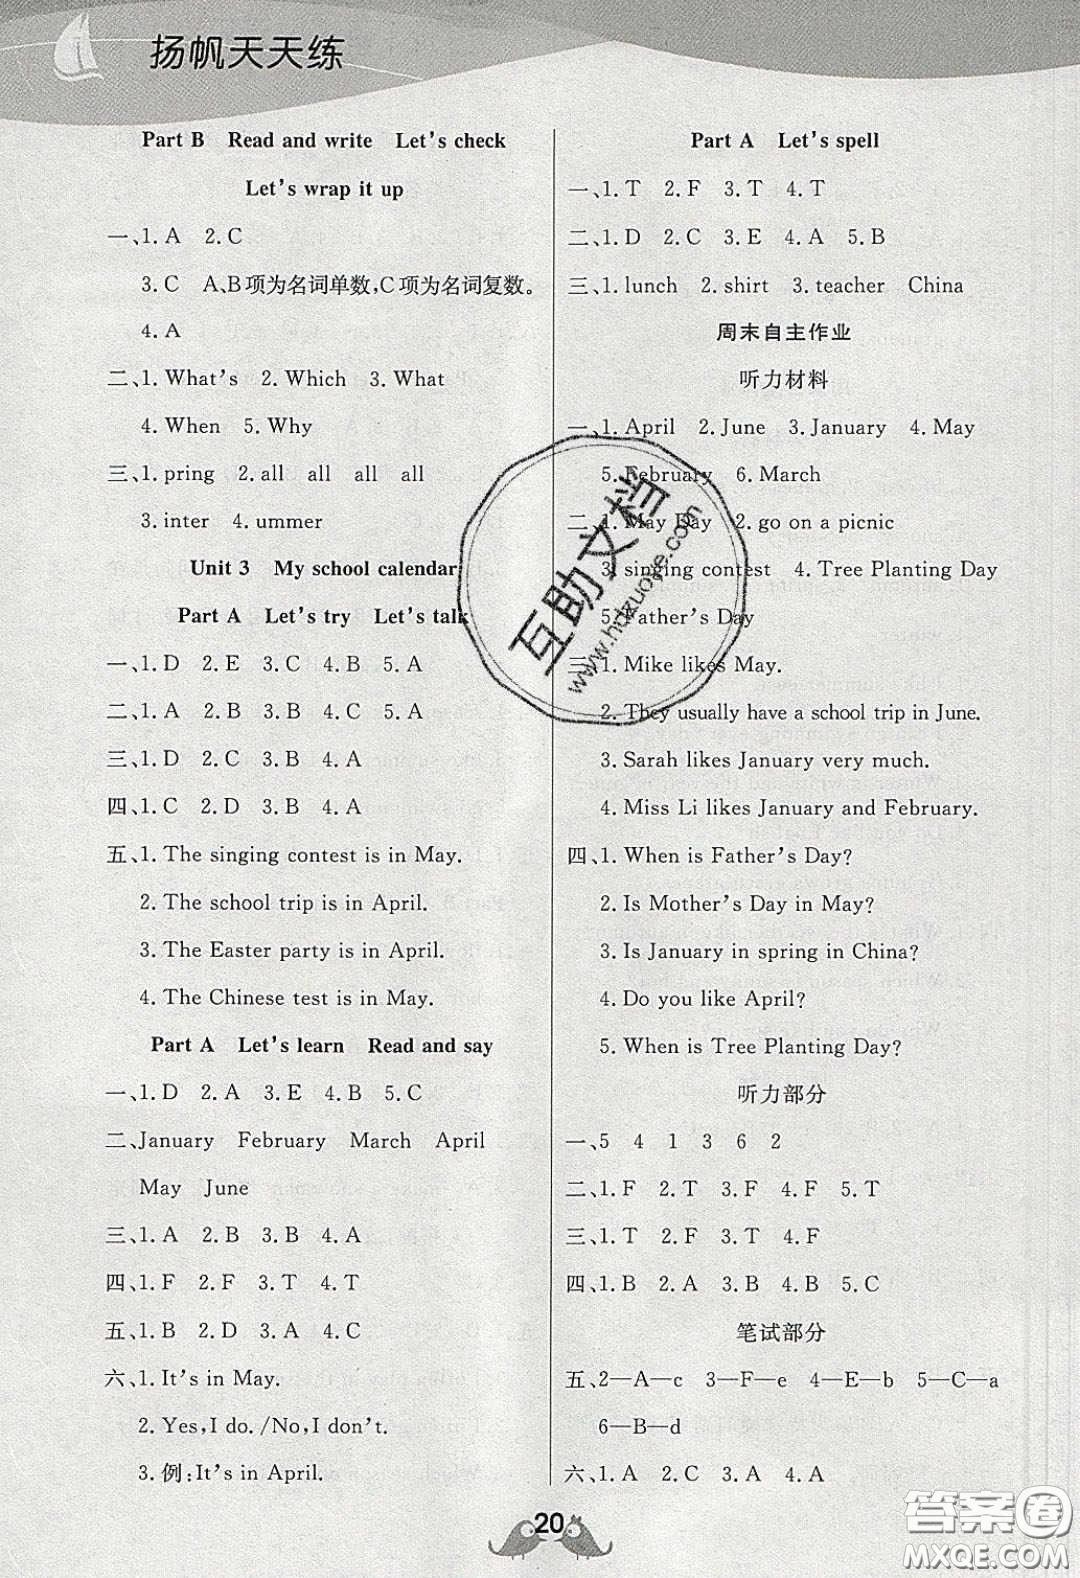 扬帆天天练
Part B Read and write Let's check
Let's wrap it up
一、1. A 2. C
3. C A、B项为名词单数,C项为名词复数。
4. A
二、1. What's 2. Which 3. What
4. When 5. Why
三、1. pring 2. all all all all
3. inter 4. ummer
Unit 3 My school calendar
Part A Let's try Let's talk
一、1. D 2. E 3. C 4. B 5. A
二、1. A 2. B 3. B 4. C 5. A
三、1. D 2. C 3. B 4. A
四、1. C 2. D 3. B 4. A
五、1. The singing contest is in May.
2. The school trip is in April.
3. The Easter party is in April.
4. The Chinese test is in May.
Part A Let's learn Read and say
一、1. D 2. A 3. E 4. B 5. C
二、January February March April
May June
三、1. A 2. B 3. B 4. A
四、1. F 2. F 3. T 4. T
五、1. B 2. D 3. A 4. C
六、1. It's in May.
2. Yes, I do. /No, I don't.
3. 例:It's in April.
Part A Let's spell
一、1. T 2. F 3. T 4. T
二、1. D 2. C 3. E 4. A 5. B
三、1. lunch 2. shirt 3. teacher China
周末自主作业
听力材料
一、1. April 2. June 3. January 4. May
5. February 6. March
二、1. May Day 2. go on a picnic
3. singing contest 4. Tree Planting Day
5. Father's Day
三、1. Mike likes May.
2. They usually have a school trip in June.
3. Sarah likes January very much.
4. Miss Li likes January and February.
四、1. When is Father's Day?
2. Is Mother's Day in May?
3. Is January in spring in China?
4. Do you like April?
5. When is Tree Planting Day?
听力部分
一、5 4 1 3 6 2
二、1. F 2. T 3. F 4. F 5. T
三、1. T 2. F 3. T 4. F
四、1. B 2. A 3. B 4. B 5. C
笔试部分
五、2—A—c 3—F—e 4—E—b 5—C—a
6—B—d
六、1. A 2. C 3. A 4. A
20
互助文档
www.hdzuoye.com
答案圈
MXQE.COM